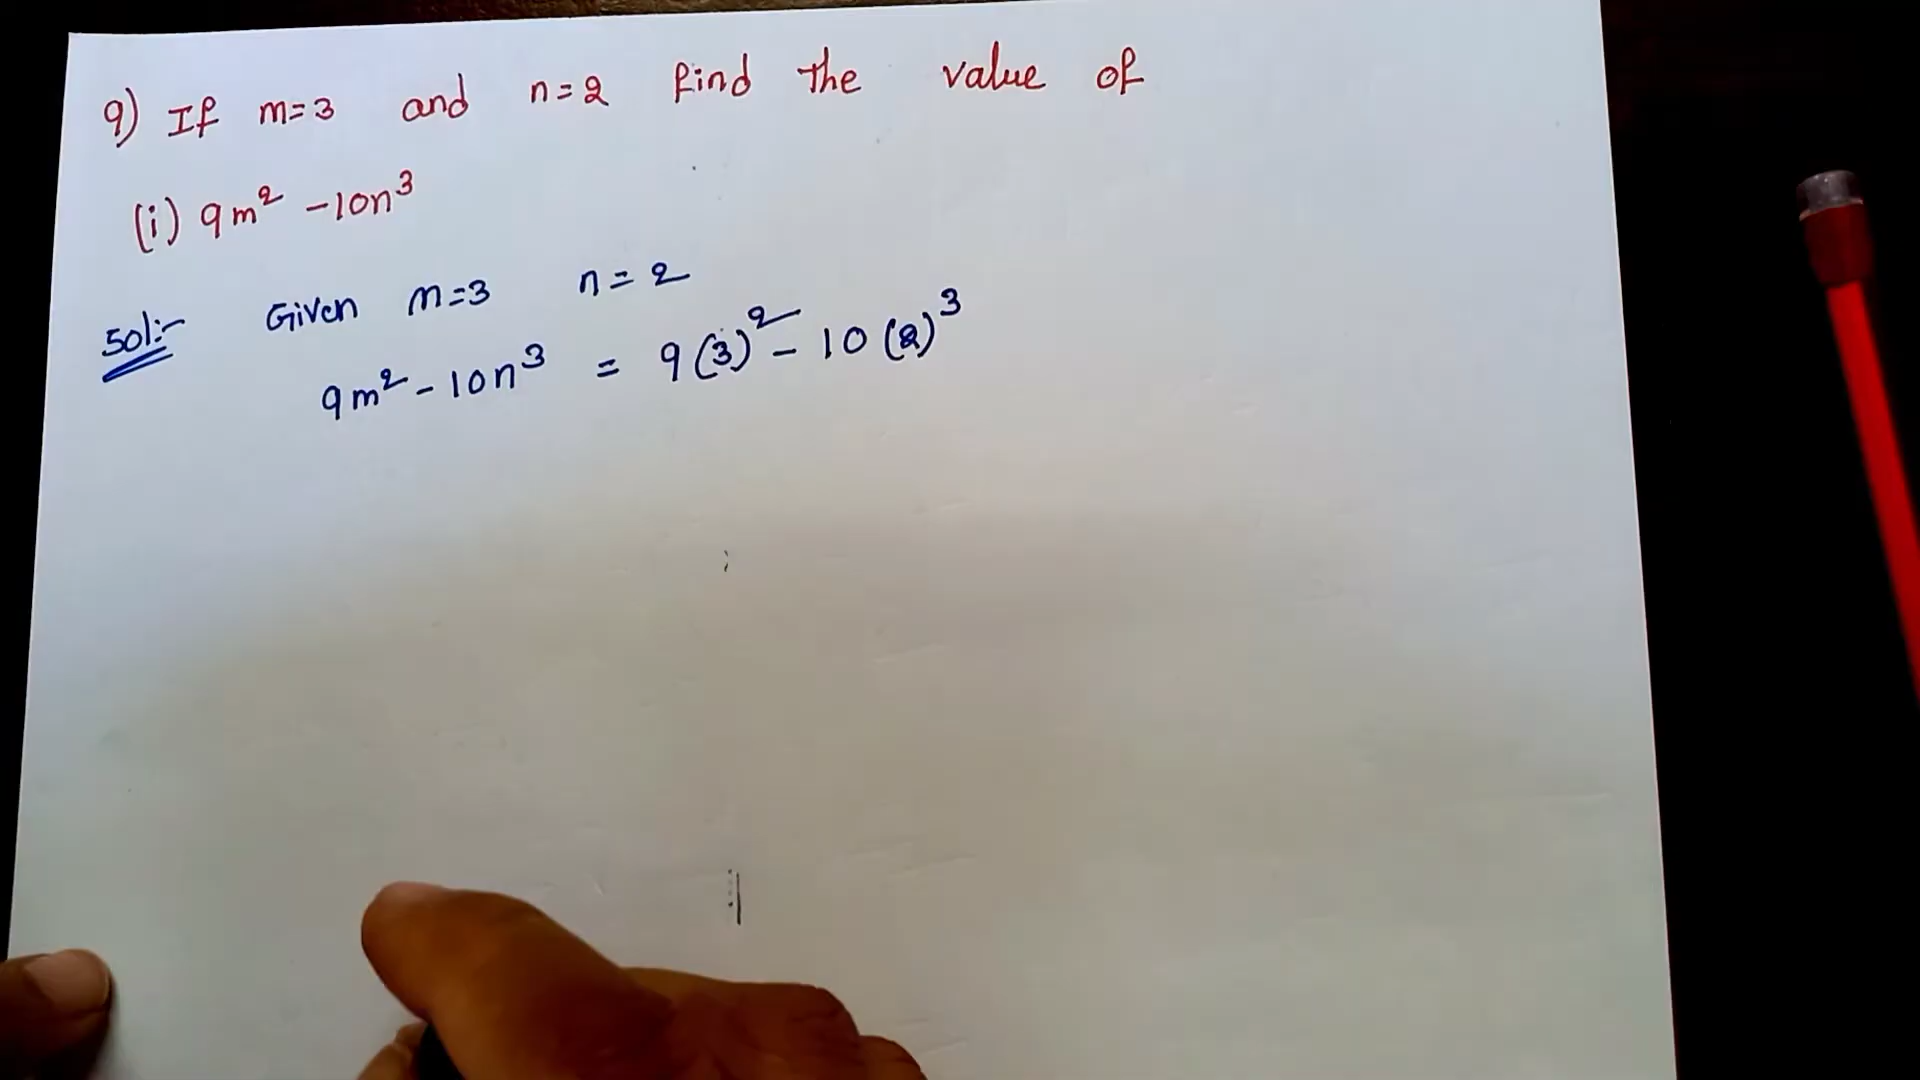 9) If m=3 and n=2 find the value of
(i) 9m² -10n³
Sol:- Given m=3 n=2
9m² - 10n³ = 9(3)² - 10(2)³